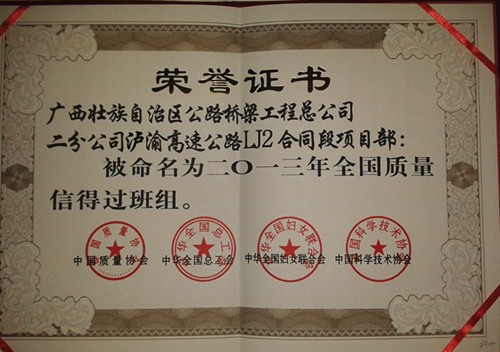 荣誉证书
广西壮族自治区公路桥梁工程总公司
二分公司泸渝高速公路LJ2合同段项目部：
被命名为二〇一三年全国质量
信得过班组。
中国质量协会 中华全国总工会 中华全国妇女联合会 中国科学技术协会